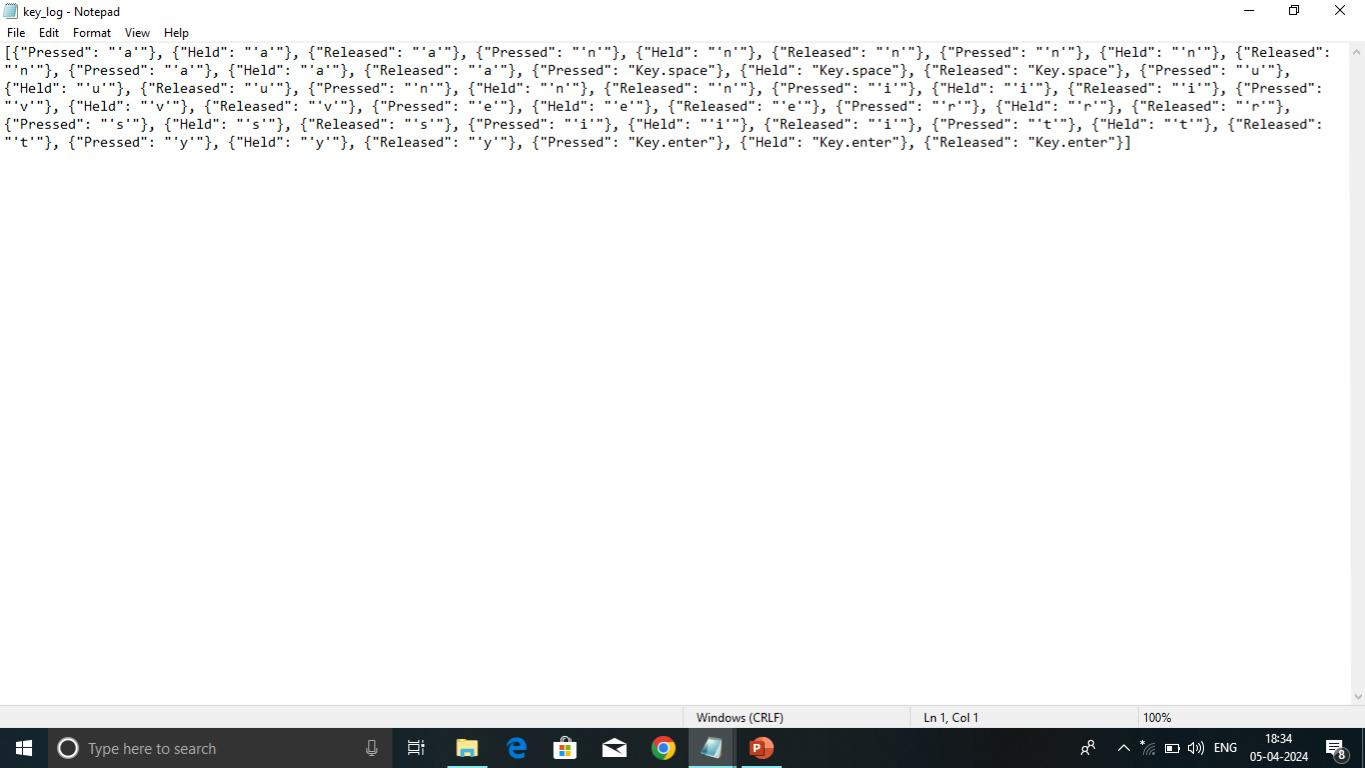 key_log - Notepad
File Edit Format View Help
[{"Pressed": "'a'"}, {"Held": "'a'"}, {"Released": "'a'"}, {"Pressed": "'n'"}, {"Held": "'n'"}, {"Released": "'n'"}, {"Pressed": "'n'"}, {"Held": "'n'"}, {"Released":
"'n'"}, {"Pressed": "'a'"}, {"Held": "'a'"}, {"Released": "'a'"}, {"Pressed": "Key.space"}, {"Held": "Key.space"}, {"Released": "Key.space"}, {"Pressed": "'u'"},
{"Held": "'u'"}, {"Released": "'u'"}, {"Pressed": "'n'"}, {"Held": "'n'"}, {"Released": "'n'"}, {"Pressed": "'i'"}, {"Held": "'i'"}, {"Released": "'i'"}, {"Pressed":
"'v'"}, {"Held": "'v'"}, {"Released": "'v'"}, {"Pressed": "'e'"}, {"Held": "'e'"}, {"Released": "'e'"}, {"Pressed": "'r'"}, {"Held": "'r'"}, {"Released": "'r'"},
{"Pressed": "'s'"}, {"Held": "'s'"}, {"Released": "'s'"}, {"Pressed": "'i'"}, {"Held": "'i'"}, {"Released": "'i'"}, {"Pressed": "'t'"}, {"Held": "'t'"}, {"Released":
"'t'"}, {"Pressed": "'y'"}, {"Held": "'y'"}, {"Released": "'y'"}, {"Pressed": "Key.enter"}, {"Held": "Key.enter"}, {"Released": "Key.enter"}]
Windows (CRLF) Ln 1, Col 1 100%
Type here to search
ENG
18:34
05-04-2024
8